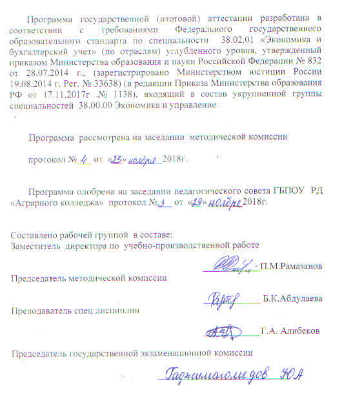 Программа государственной (итоговой) аттестации разработана в
соответствии с требованиями Федерального государственного
образовательного стандарта по специальности 38.02.01 «Экономика и
бухгалтерский учет» (по отраслям) углубленного уровня, утвержденный
приказом Министерства образования и науки Российской Федерации № 832
от 28.07.2014 г., (зарегистрировано Министерством юстиции России
19.08.2014 г. Рег. № 33638) (в редакции Приказа Министерства образования
РФ от 17.11.2017г .№ 1138), входящий в состав укрупненной группы
специальностей 38.00.00 Экономика и управление.
Программа рассмотрена на заседании методической комиссии
протокол № 4 от «23» ноября 2018г.
Программа одобрена на заседании педагогического совета ГБПОУ РД
«Аграрного колледжа» протокол №3 от «29» ноября 2018г.
Составлено рабочей группой в составе:
Заместитель директора по учебно-производственной работе
П.М.Рамазанов
Председатель методической комиссии
Б.К.Абдулаева
Преподаватель спец дисциплин
Г.А. Алибеков
Председатель государственной экзаменационной комиссии
Гаджимагомедов Ю А